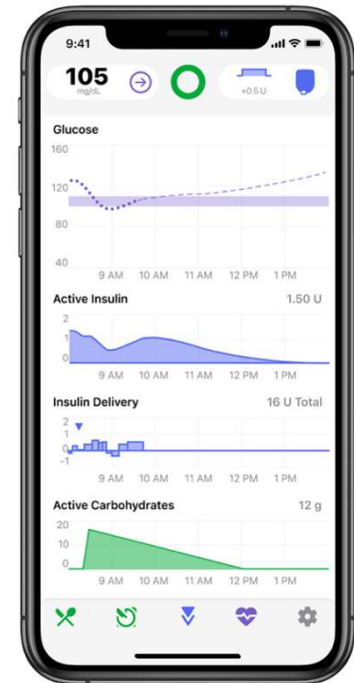 9:41
105
mg/dL
+0.5 U
Glucose
160
120
80
40
9 AM 10 AM 11 AM 12 PM 1 PM
Active Insulin 1.50 U
2
1
0
9 AM 10 AM 11 AM 12 PM 1 PM
Insulin Delivery 16 U Total
2
1
0
-1
9 AM 10 AM 11 AM 12 PM 1 PM
Active Carbohydrates 12 g
20
10
0
9 AM 10 AM 11 AM 12 PM 1 PM